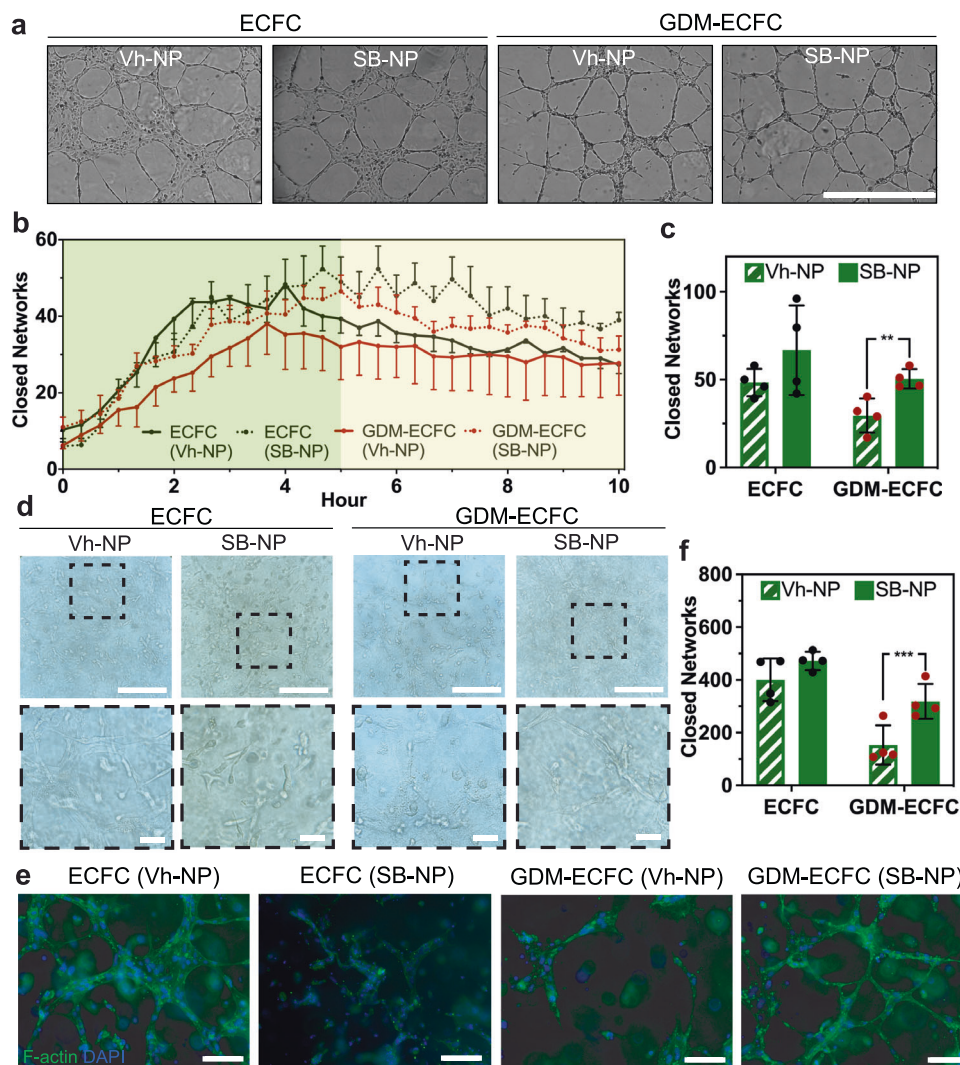 a
ECFC
GDM-ECFC
Vh-NP
SB-NP
Vh-NP
SB-NP
b
Closed Networks
60
40
20
0
0
2
4
6
8
10
Hour
ECFC
(Vh-NP)
ECFC
(SB-NP)
GDM-ECFC
(Vh-NP)
GDM-ECFC
(SB-NP)
c
Closed Networks
100
50
0
Vh-NP
SB-NP
**
ECFC
GDM-ECFC
d
ECFC
GDM-ECFC
Vh-NP
SB-NP
Vh-NP
SB-NP
f
Closed Networks
800
600
400
200
0
Vh-NP
SB-NP
***
ECFC
GDM-ECFC
e
ECFC (Vh-NP)
ECFC (SB-NP)
GDM-ECFC (Vh-NP)
GDM-ECFC (SB-NP)
F-actin DAPI